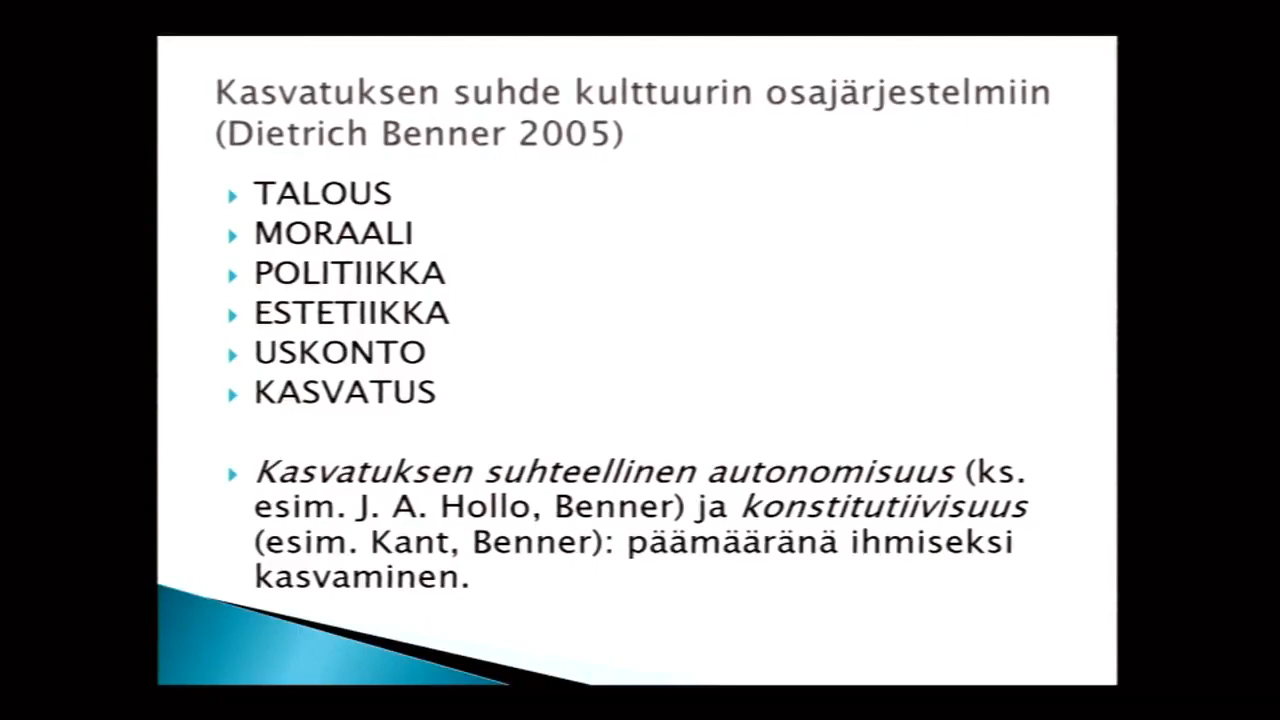 Kasvatuksen suhde kulttuurin osajärjestelmiin
(Dietrich Benner 2005)
TALOUS
MORAALI
POLITIIKKA
ESTETIIKKA
USKONTO
KASVATUS
Kasvatuksen suhteellinen autonomisuus (ks.
esim. J. A. Hollo, Benner) ja konstitutiivisuus
(esim. Kant, Benner): päämääränä ihmiseksi
kasvaminen.